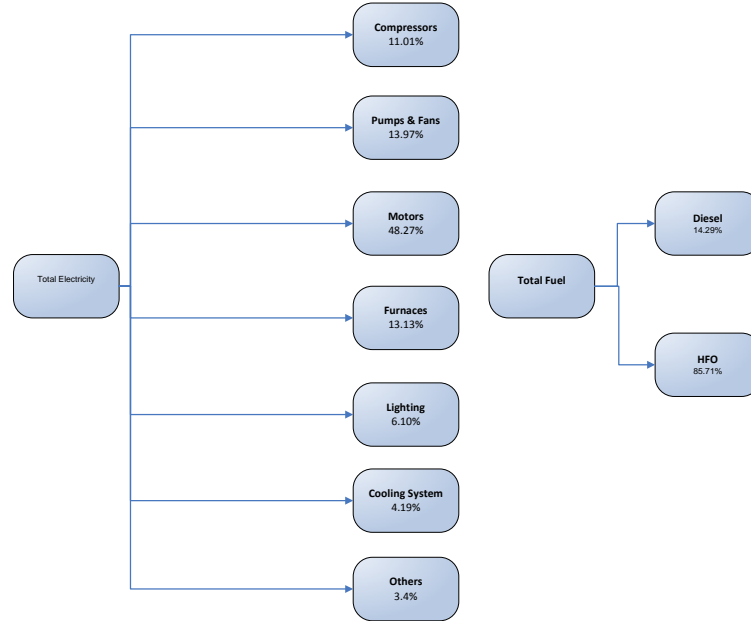 Compressors
11.01%
Pumps & Fans
13.97%
Motors
48.27%
Total Electricity
Furnaces
13.13%
Lighting
6.10%
Cooling System
4.19%
Others
3.4%
Total Fuel
Diesel
14.29%
HFO
85.71%